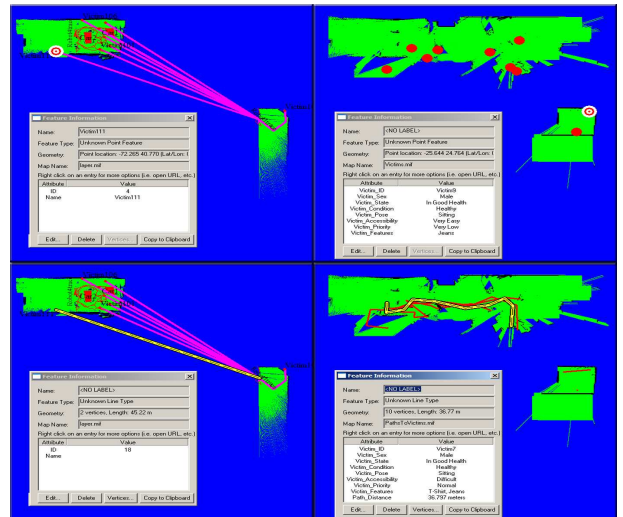 Feature Information
Name: Victim111
Feature Type: Unknown Point Feature
Geometry: Point location: -72.265 40.770 (Lat/Lon: (
Map Name: layer.mif
Right click on an entry for more options (i.e. open URL, etc.)
Attribute Value
ID 4
Name Victim111
Edit... Delete Vertices... Copy to Clipboard
Feature Information
Name: <NO LABEL>
Feature Type: Unknown Point Feature
Geometry: Point location: -25.644 24.764 (Lat/Lon: (
Map Name: Victims.mif
Right click on an entry for more options (i.e. open URL, etc.)
Attribute Value
Victim_ID Victim9
Victim_Sex Male
Victim_State In Good Health
Victim_Condition Healthy
Victim_Pose Sitting
Victim_Accessibility Very Easy
Victim_Priority Very Low
Victim_Features Jeans
Edit... Delete Vertices... Copy to Clipboard
Feature Information
Name: <NO LABEL>
Feature Type: Unknown Line Type
Geometry: 2 vertices, Length: 45.22 m
Map Name: layer.mif
Right click on an entry for more options (i.e. open URL, etc.)
Attribute Value
ID 18
Name
Edit... Delete Vertices... Copy to Clipboard
Feature Information
Name: <NO LABEL>
Feature Type: Unknown Line Type
Geometry: 10 vertices, Length: 36.77 m
Map Name: PathsToVictms.mif
Right click on an entry for more options (i.e. open URL, etc.)
Attribute Value
Victim_ID Victim7
Victim_Sex Male
Victim_State In Good Health
Victim_Condition Healthy
Victim_Pose Sitting
Victim_Accessibility Difficult
Victim_Priority Normal
Victim_Features T-Shirt, Jeans
Path_Distance 36.797 meters
Edit... Delete Vertices... Copy to Clipboard